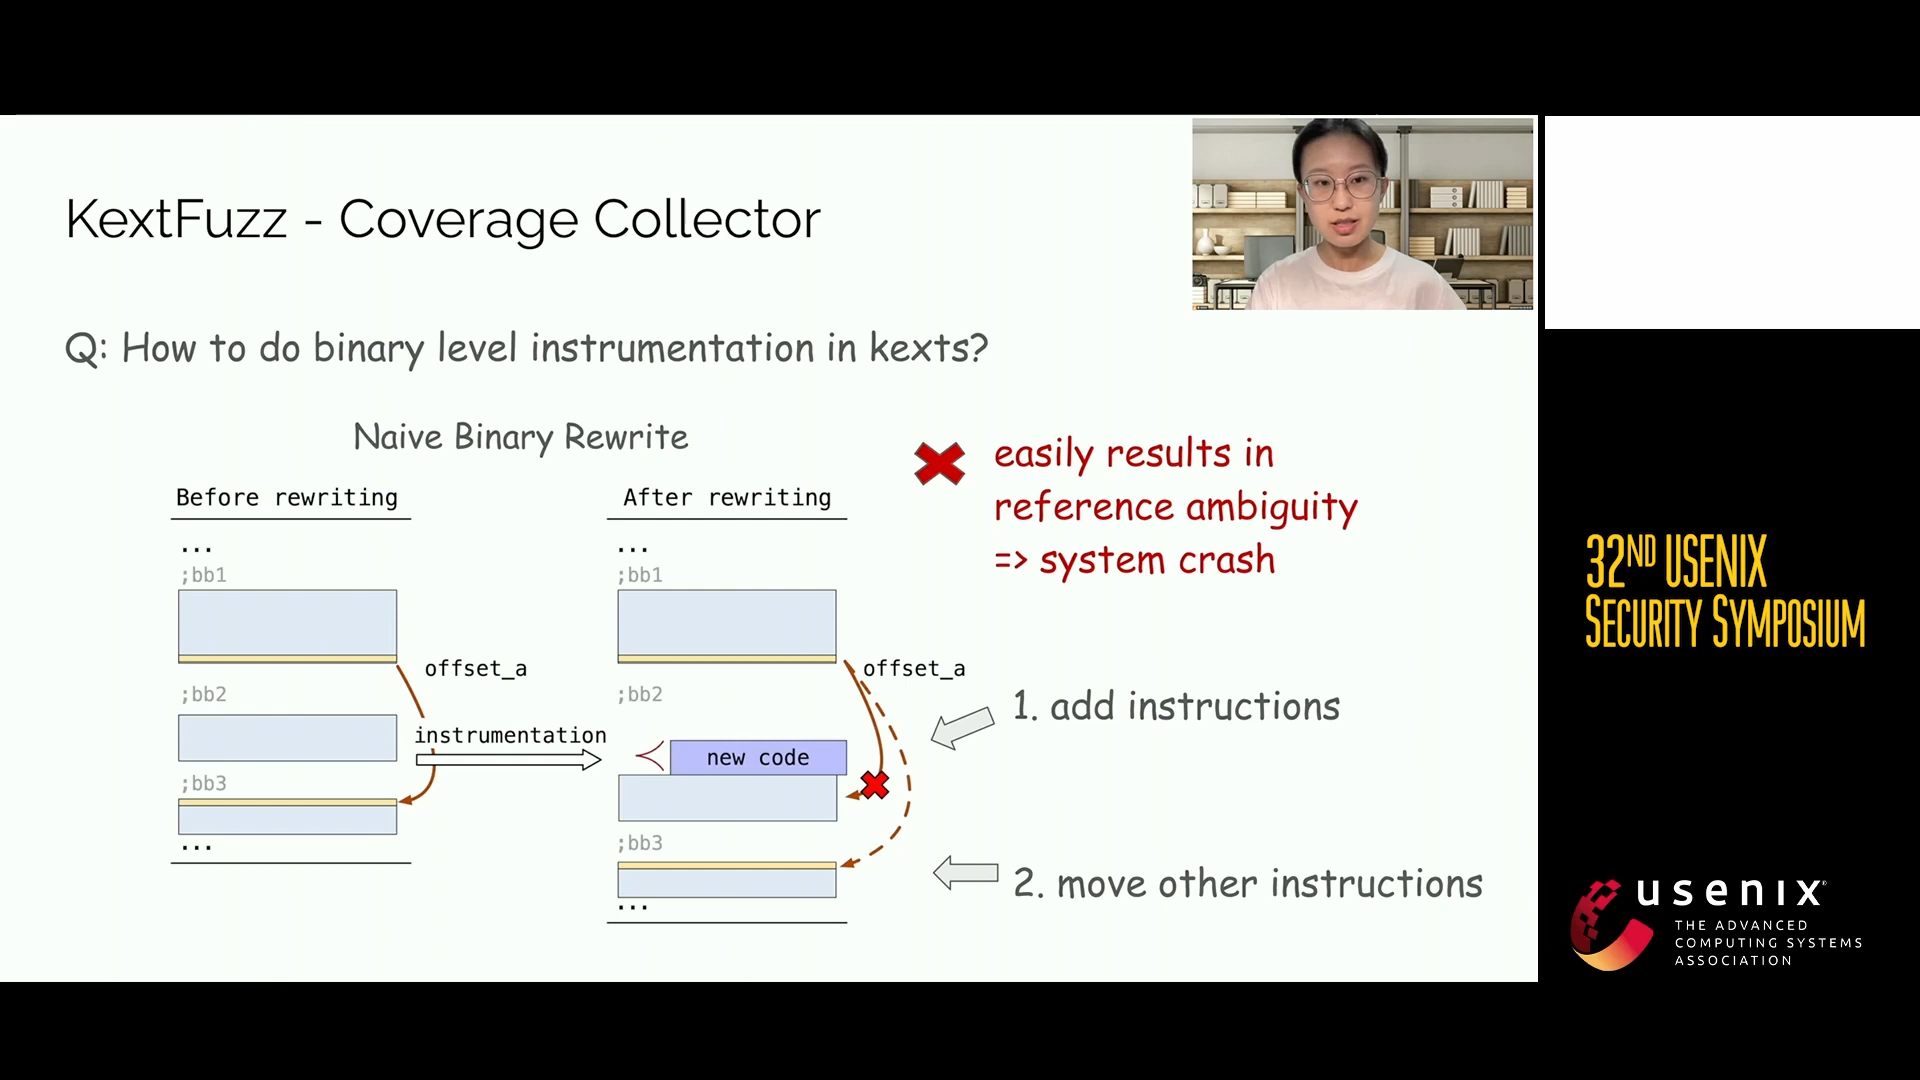 KextFuzz - Coverage Collector
Q: How to do binary level instrumentation in kexts?
Naive Binary Rewrite
Before rewriting
...
;bb1
offset_a
;bb2
instrumentation
;bb3
...
After rewriting
...
;bb1
offset_a
;bb2
new code
;bb3
...
easily results in
reference ambiguity
=> system crash
1. add instructions
2. move other instructions
32ND USENIX
SECURITY SYMPOSIUM
usenix®
THE ADVANCED
COMPUTING SYSTEMS
ASSOCIATION